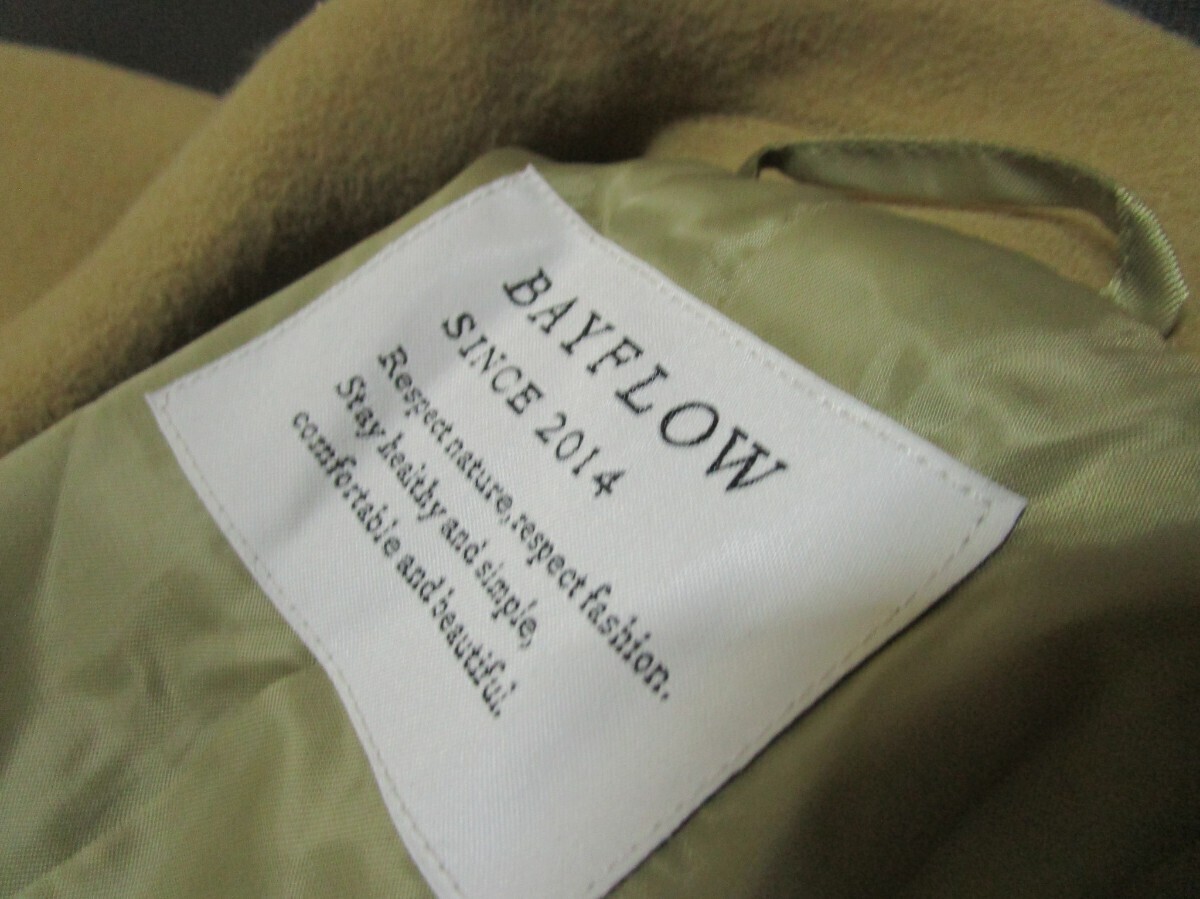 BAYFLOW
SINCE 2014
Respect nature, respect fashion.
Stay healthy and simple,
comfortable and beautiful.